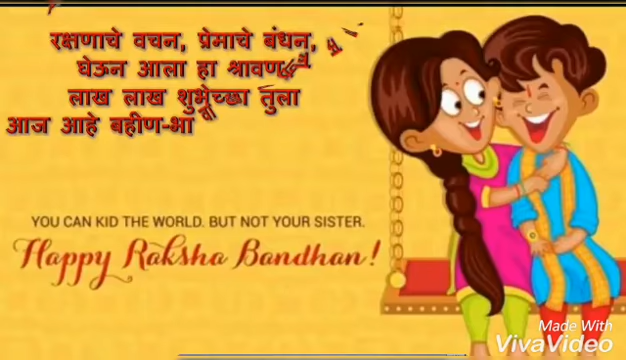 रक्षणाचे वचन, प्रेमाचे बंधन,
घेऊन आला हा श्रावण
लाख लाख शुभेच्छा तुला
आज आहे बहीण-भा
YOU CAN KID THE WORLD. BUT NOT YOUR SISTER.
Happy Raksha Bandhan!
Made With
VivaVideo